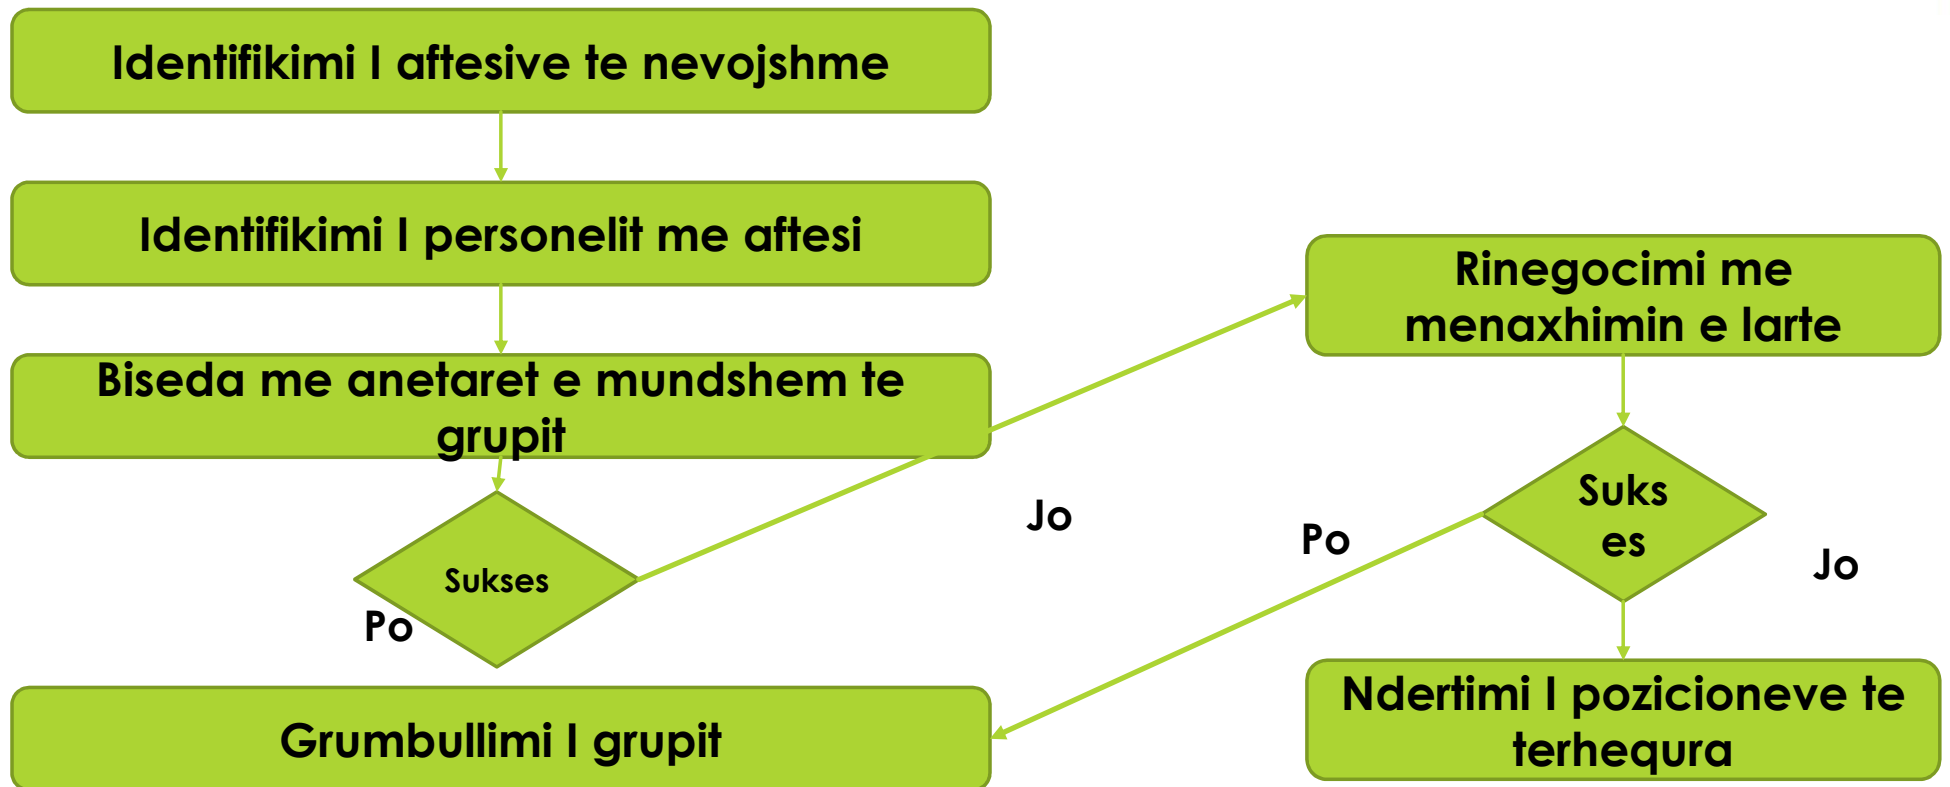 Identifikimi I aftesive te nevojshme
Identifikimi I personelit me aftesi
Biseda me anetaret e mundshem te
grupit
Sukses
Po
Jo
Grumbullimi I grupit
Rinegocimi me
menaxhimin e larte
Suks
es
Po
Jo
Ndertimi I pozicioneve te
terhequra